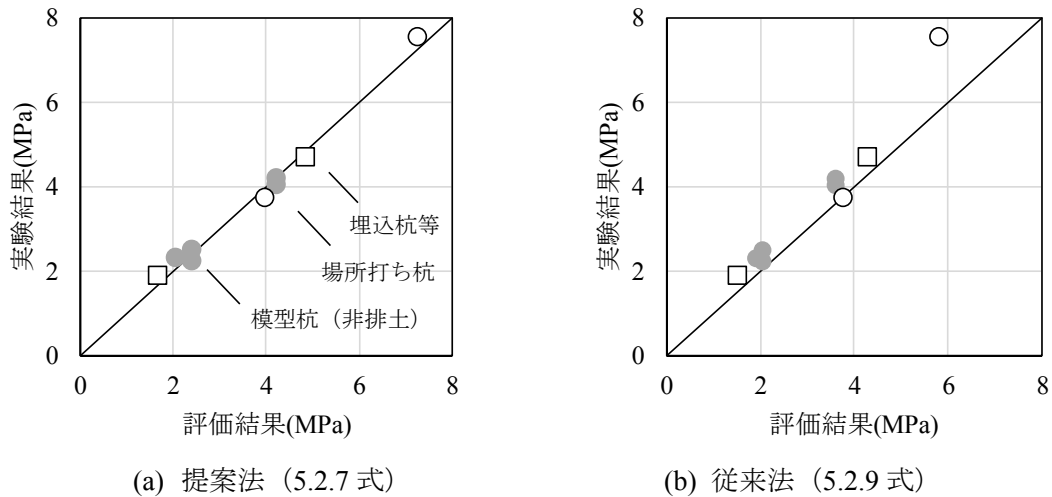 8
6
4
2
0
実験結果(MPa)
埋込杭等
場所打ち杭
模型杭（非排土）
0 2 4 6 8
評価結果(MPa)
(a) 提案法（5.2.7 式）
8
6
4
2
0
実験結果(MPa)
0 2 4 6 8
評価結果(MPa)
(b) 従来法（5.2.9 式）